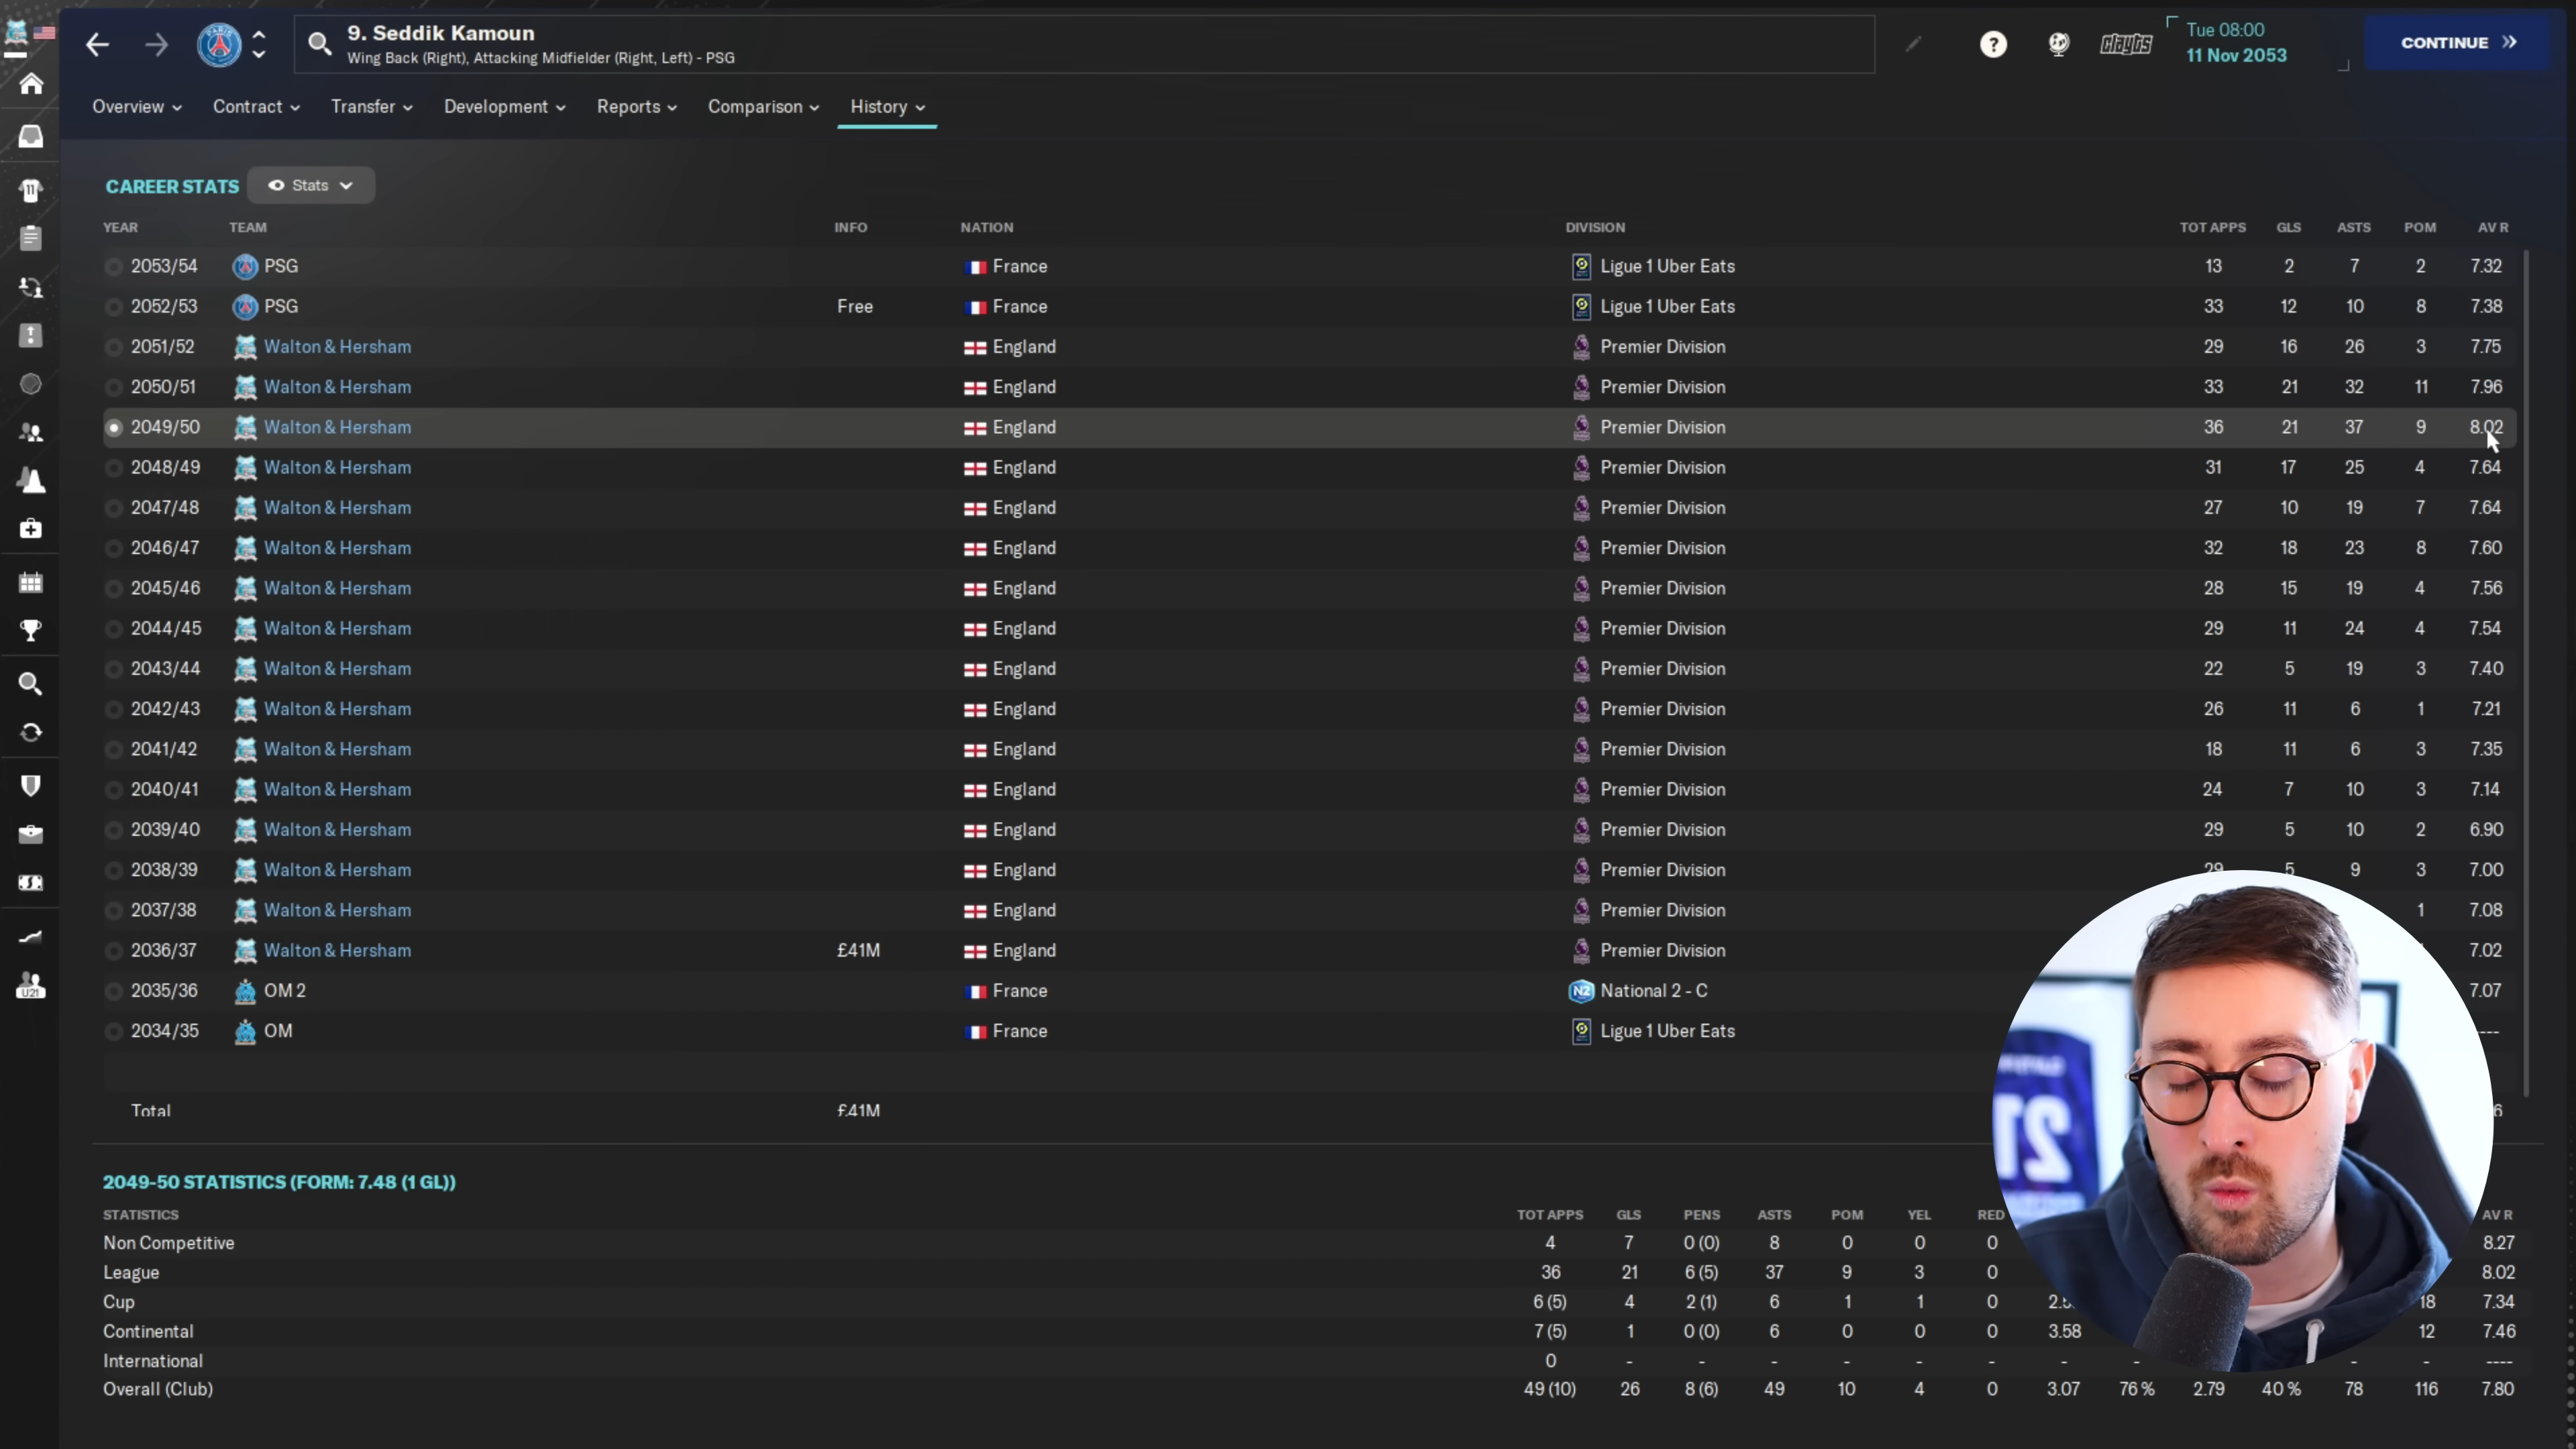 9. Seddik Kamoun
Wing Back (Right), Attacking Midfielder (Right, Left) - PSG
Tue 08:00
11 Nov 2053
CONTINUE
Overview Contract Transfer Development Reports Comparison History
CAREER STATS Stats
YEAR TEAM INFO NATION DIVISION TOT APPS GLS ASTS POM AV R
2053/54 PSG France Ligue 1 Uber Eats 13 2 7 2 7.32
2052/53 PSG Free France Ligue 1 Uber Eats 33 12 10 8 7.38
2051/52 Walton & Hersham England Premier Division 29 16 26 3 7.75
2050/51 Walton & Hersham England Premier Division 33 21 32 11 7.96
2049/50 Walton & Hersham England Premier Division 36 21 37 9 8.02
2048/49 Walton & Hersham England Premier Division 31 17 25 4 7.64
2047/48 Walton & Hersham England Premier Division 27 10 19 7 7.64
2046/47 Walton & Hersham England Premier Division 32 18 23 8 7.60
2045/46 Walton & Hersham England Premier Division 28 15 19 4 7.56
2044/45 Walton & Hersham England Premier Division 29 11 24 4 7.54
2043/44 Walton & Hersham England Premier Division 22 5 19 3 7.40
2042/43 Walton & Hersham England Premier Division 26 11 6 1 7.21
2041/42 Walton & Hersham England Premier Division 18 11 6 3 7.35
2040/41 Walton & Hersham England Premier Division 24 7 10 3 7.14
2039/40 Walton & Hersham England Premier Division 29 5 10 2 6.90
2038/39 Walton & Hersham England Premier Division 29 5 9 3 7.00
2037/38 Walton & Hersham England Premier Division 1 7.08
2036/37 Walton & Hersham £41M England Premier Division 7.02
2035/36 OM 2 France National 2 - C 7.07
2034/35 OM France Ligue 1 Uber Eats ----
Total £41M
2049-50 STATISTICS (FORM: 7.48 (1 GL))
STATISTICS TOT APPS GLS PENS ASTS POM YEL RED AV R
Non Competitive 4 7 0 (0) 8 0 0 0 8.27
League 36 21 6 (5) 37 9 3 0 8.02
Cup 6 (5) 4 2 (1) 6 1 1 0 18 7.34
Continental 7 (5) 1 0 (0) 6 0 0 0 3.58 12 7.46
International 0 - - - - - - - - - - - ----
Overall (Club) 49 (10) 26 8 (6) 49 10 4 0 3.07 76 % 2.79 40 % 78 116 7.80